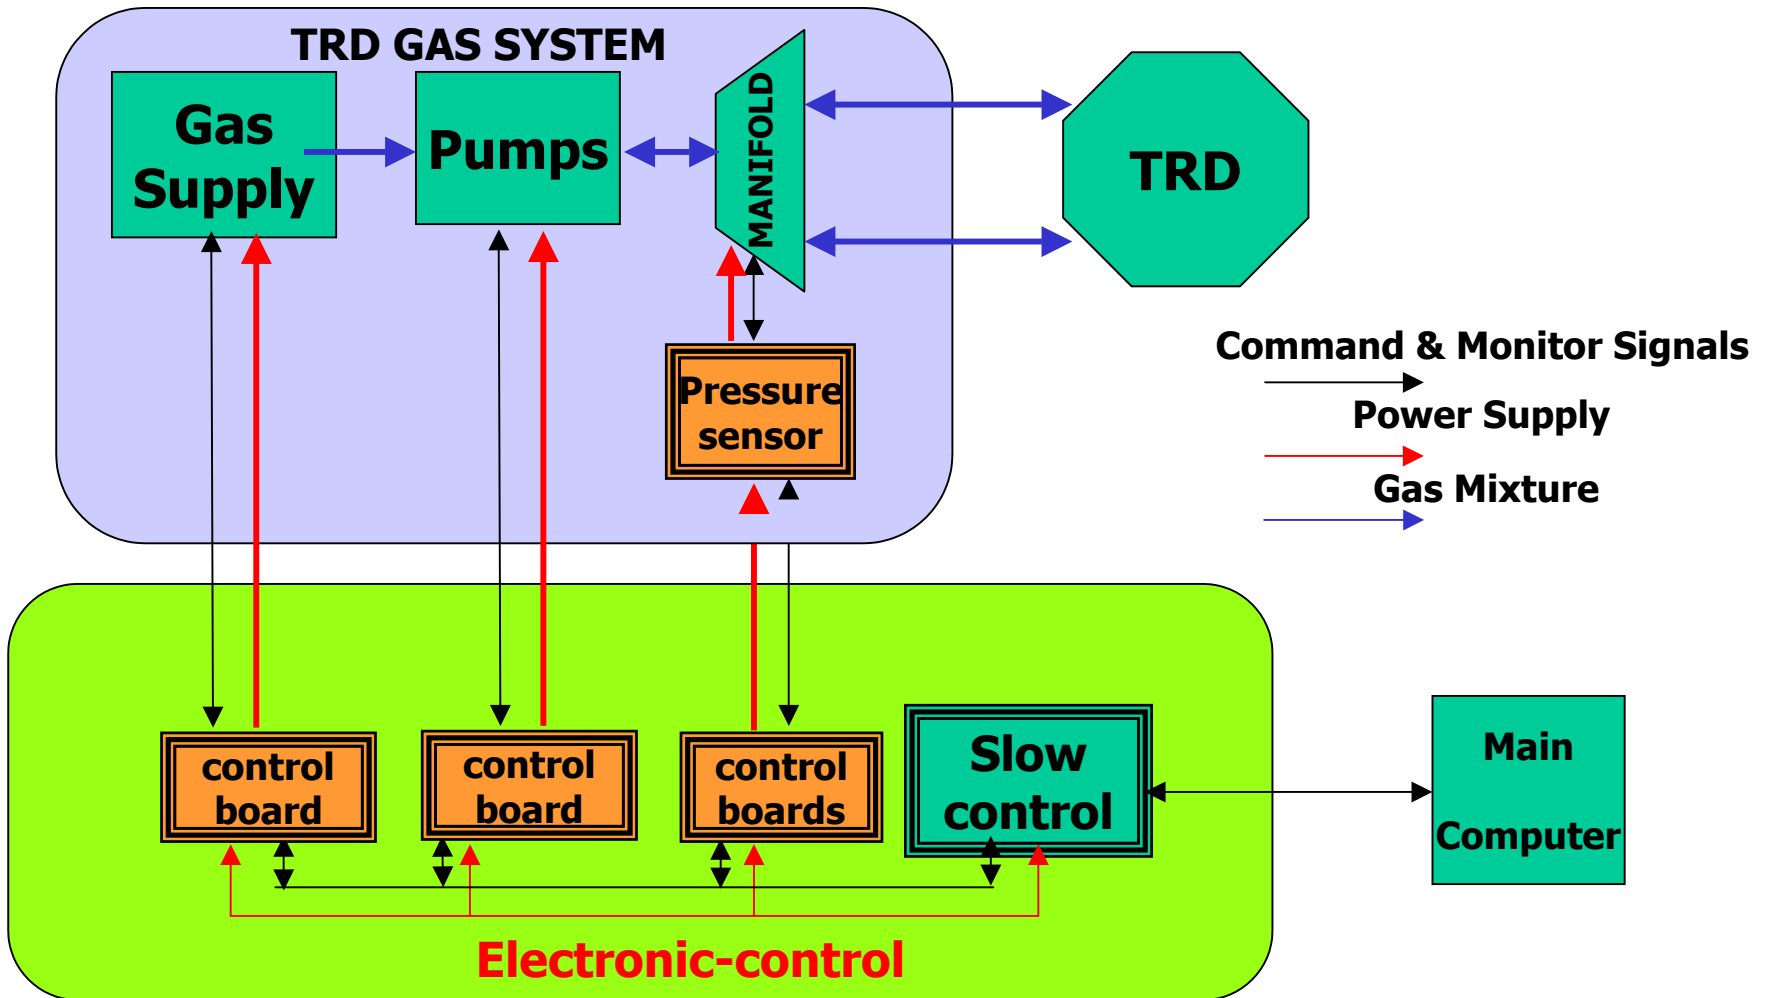 TRD GAS SYSTEM
Gas
Supply
Pumps
MANIFOLD
TRD
Pressure
sensor
Command & Monitor Signals
Power Supply
Gas Mixture
control
board
control
board
control
boards
Slow
control
Main
Computer
Electronic-control